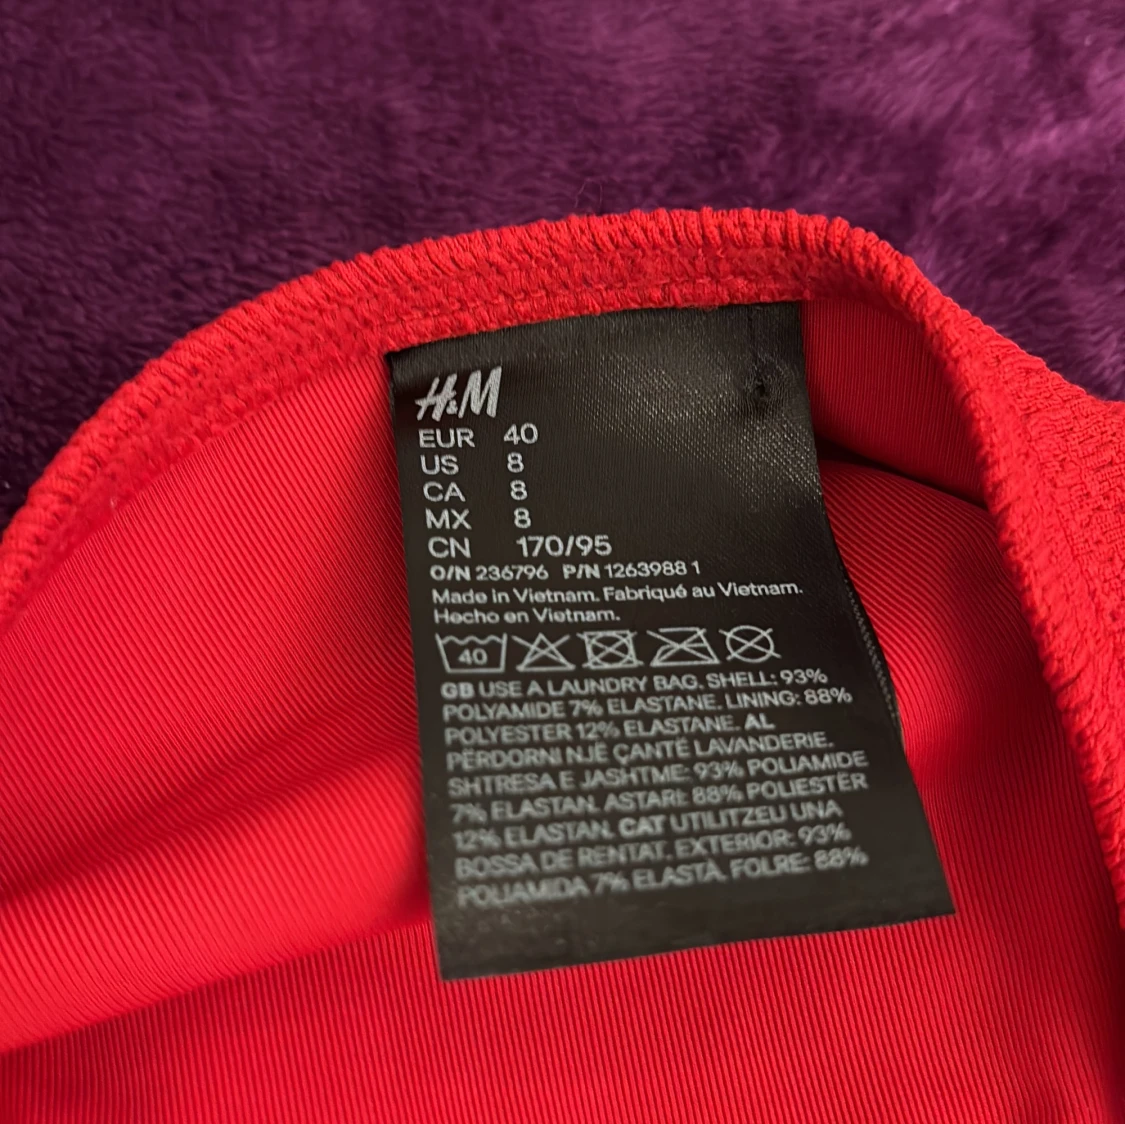 H&M
EUR 40
US 8
CA 8
MX 8
CN 170/95
O/N 236796 P/N 1263988 1
Made in Vietnam. Fabriqué au Vietnam.
Hecho en Vietnam.
40
GB USE A LAUNDRY BAG. SHELL: 93%
POLYAMIDE 7% ELASTANE. LINING: 88%
POLYESTER 12% ELASTANE. AL
PËRDORNI NJË ÇANTË LAVANDERIE.
SHTRESA E JASHTME: 93% POLIAMIDE
7% ELASTAN. ASTARI: 88% POLIESTËR
12% ELASTAN. CAT UTILITZEU UNA
BOSSA DE RENTAT. EXTERIOR: 93%
POLIAMIDA 7% ELASTÀ. FOLRE: 88%